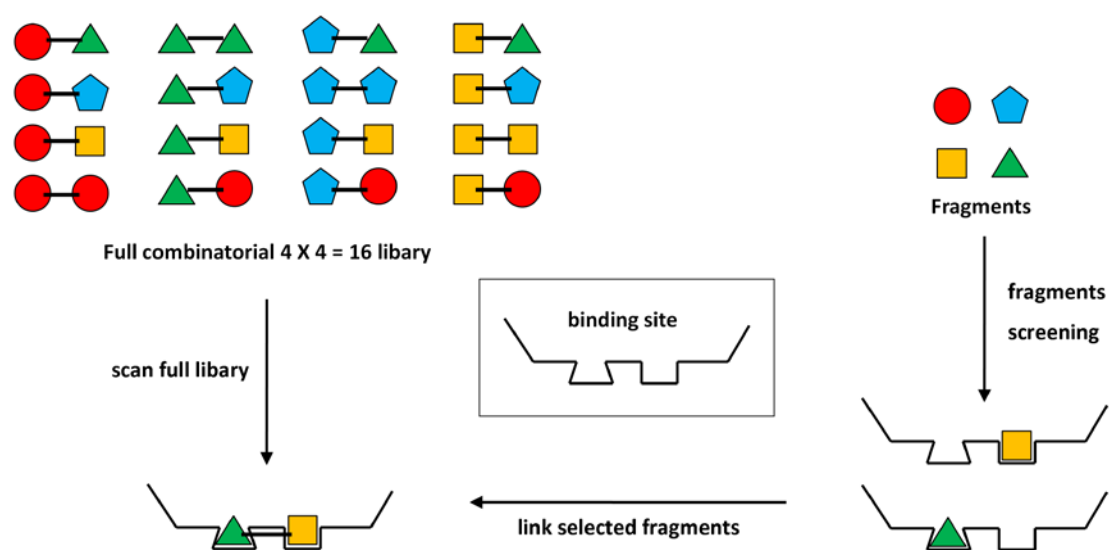 Full combinatorial 4 X 4 = 16 libary
Fragments
binding site
fragments
screening
scan full libary
link selected fragments